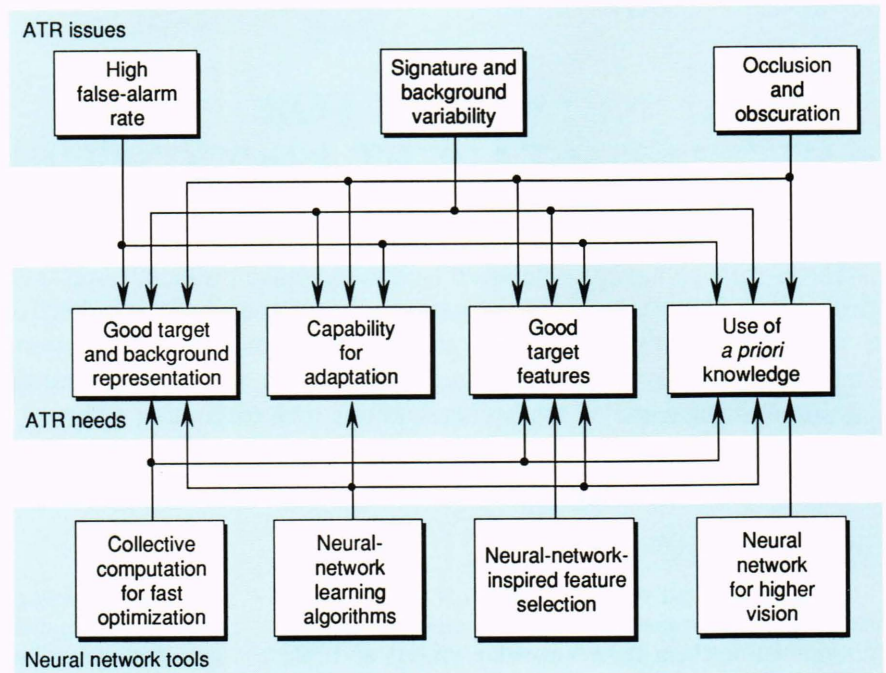 ATR issues
High
false-alarm
rate
Signature and
background
variability
Occlusion
and
obscuration
Good target
and background
representation
Capability
for
adaptation
Good
target
features
Use of
a priori
knowledge
ATR needs
Collective
computation
for fast
optimization
Neural-
network
learning
algorithms
Neural-network-
inspired feature
selection
Neural
network
for higher
vision
Neural network tools